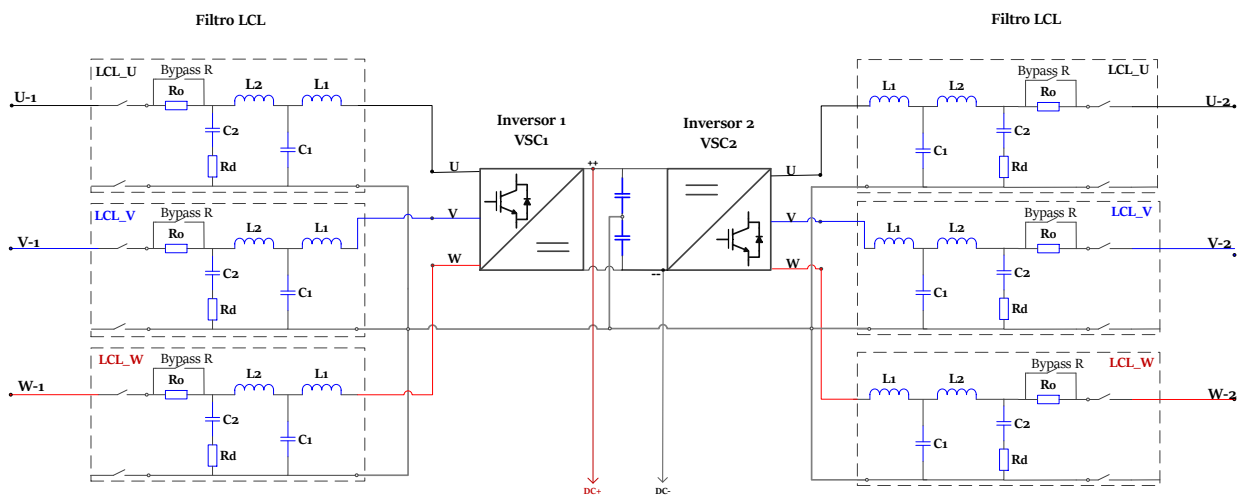 Filtro LCL
Filtro LCL
LCL_U
Bypass R
Ro
L2
L1
U-1
C2
Rd
C1
LCL_V
Bypass R
Ro
L2
L1
V-1
C2
Rd
C1
LCL_W
Bypass R
Ro
L2
L1
W-1
C2
Rd
C1
Inversor 1
VSC1
U
V
W
++
--
DC+
DC-
Inversor 2
VSC2
U
V
W
LCL_U
Bypass R
L1
L2
Ro
U-2
C1
C2
Rd
LCL_V
Bypass R
L1
L2
Ro
V-2
C1
C2
Rd
LCL_W
Bypass R
L1
L2
Ro
W-2
C1
C2
Rd